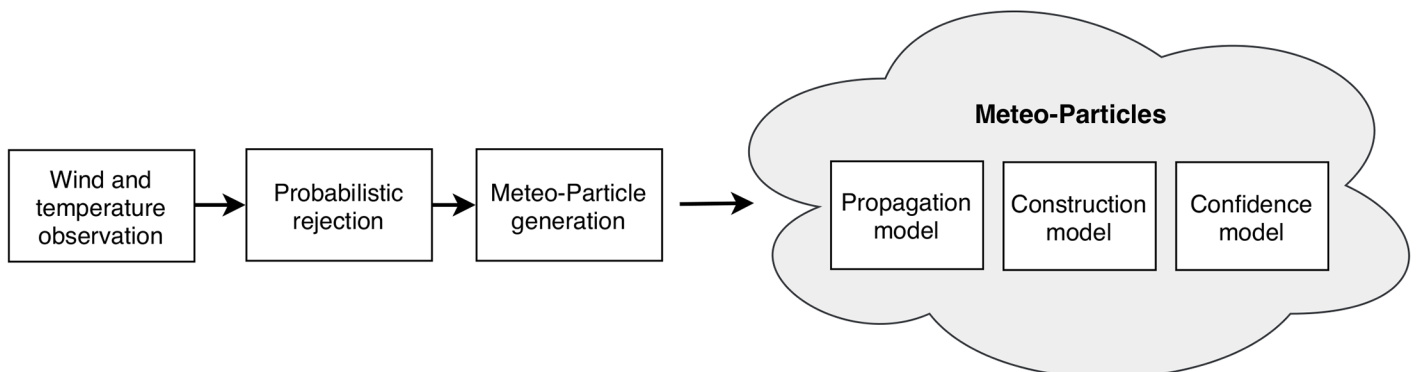 Wind and
temperature
observation
Probabilistic
rejection
Meteo-Particle
generation
Meteo-Particles
Propagation
model
Construction
model
Confidence
model